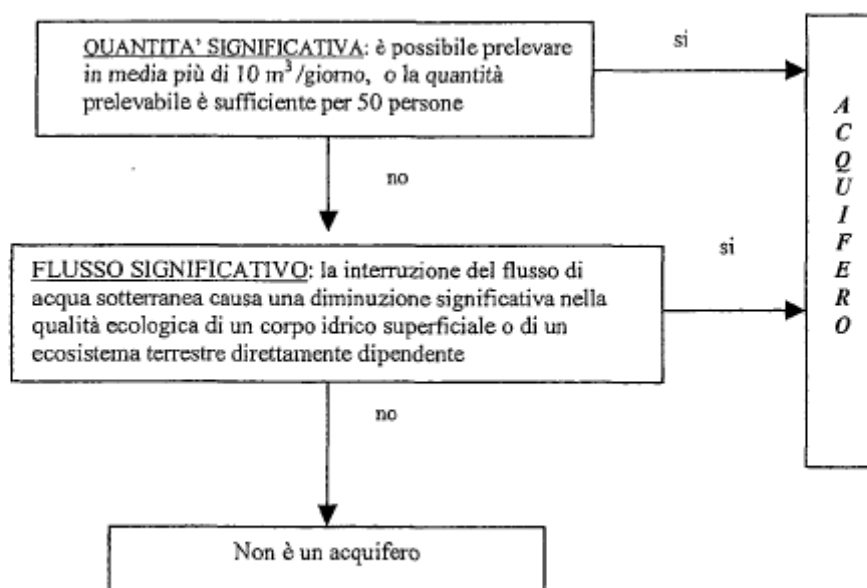 QUANTITA' SIGNIFICATIVA: è possibile prelevare
in media più di 10 m³/giorno, o la quantità
prelevabile è sufficiente per 50 persone
si
no
FLUSSO SIGNIFICATIVO: la interruzione del flusso di
acqua sotterranea causa una diminuzione significativa nella
qualità ecologica di un corpo idrico superficiale o di un
ecosistema terrestre direttamente dipendente
si
no
Non è un acquifero
A
C
Q
U
I
F
E
R
O